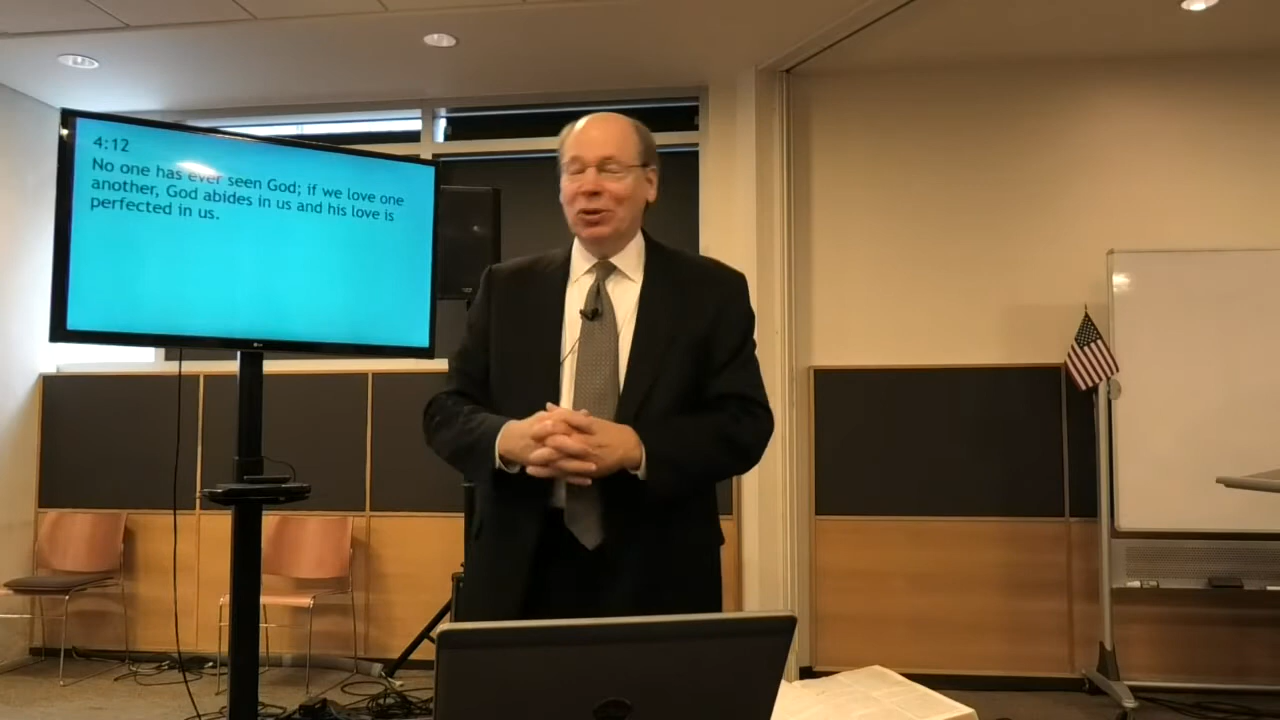 4:12
No one has ever seen God; if we love one
another, God abides in us and his love is
perfected in us.